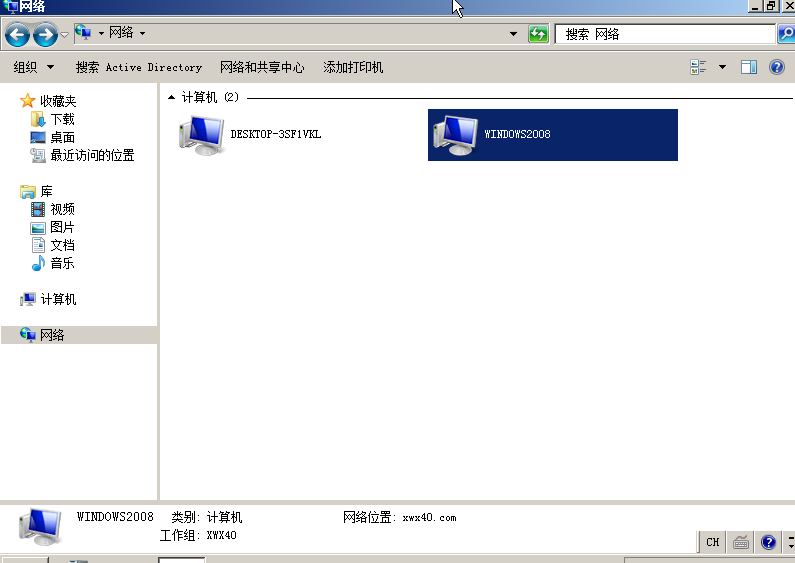 网络
网络
搜索 网络
组织 搜索 Active Directory 网络和共享中心 添加打印机
收藏夹
下载
桌面
最近访问的位置
库
视频
图片
文档
音乐
计算机
网络
计算机 (2)
DESKTOP-3SF1VKL WINDOWS2008
WINDOWS2008 类别: 计算机 网络位置: xwx40.com
工作组: XWX40
CH